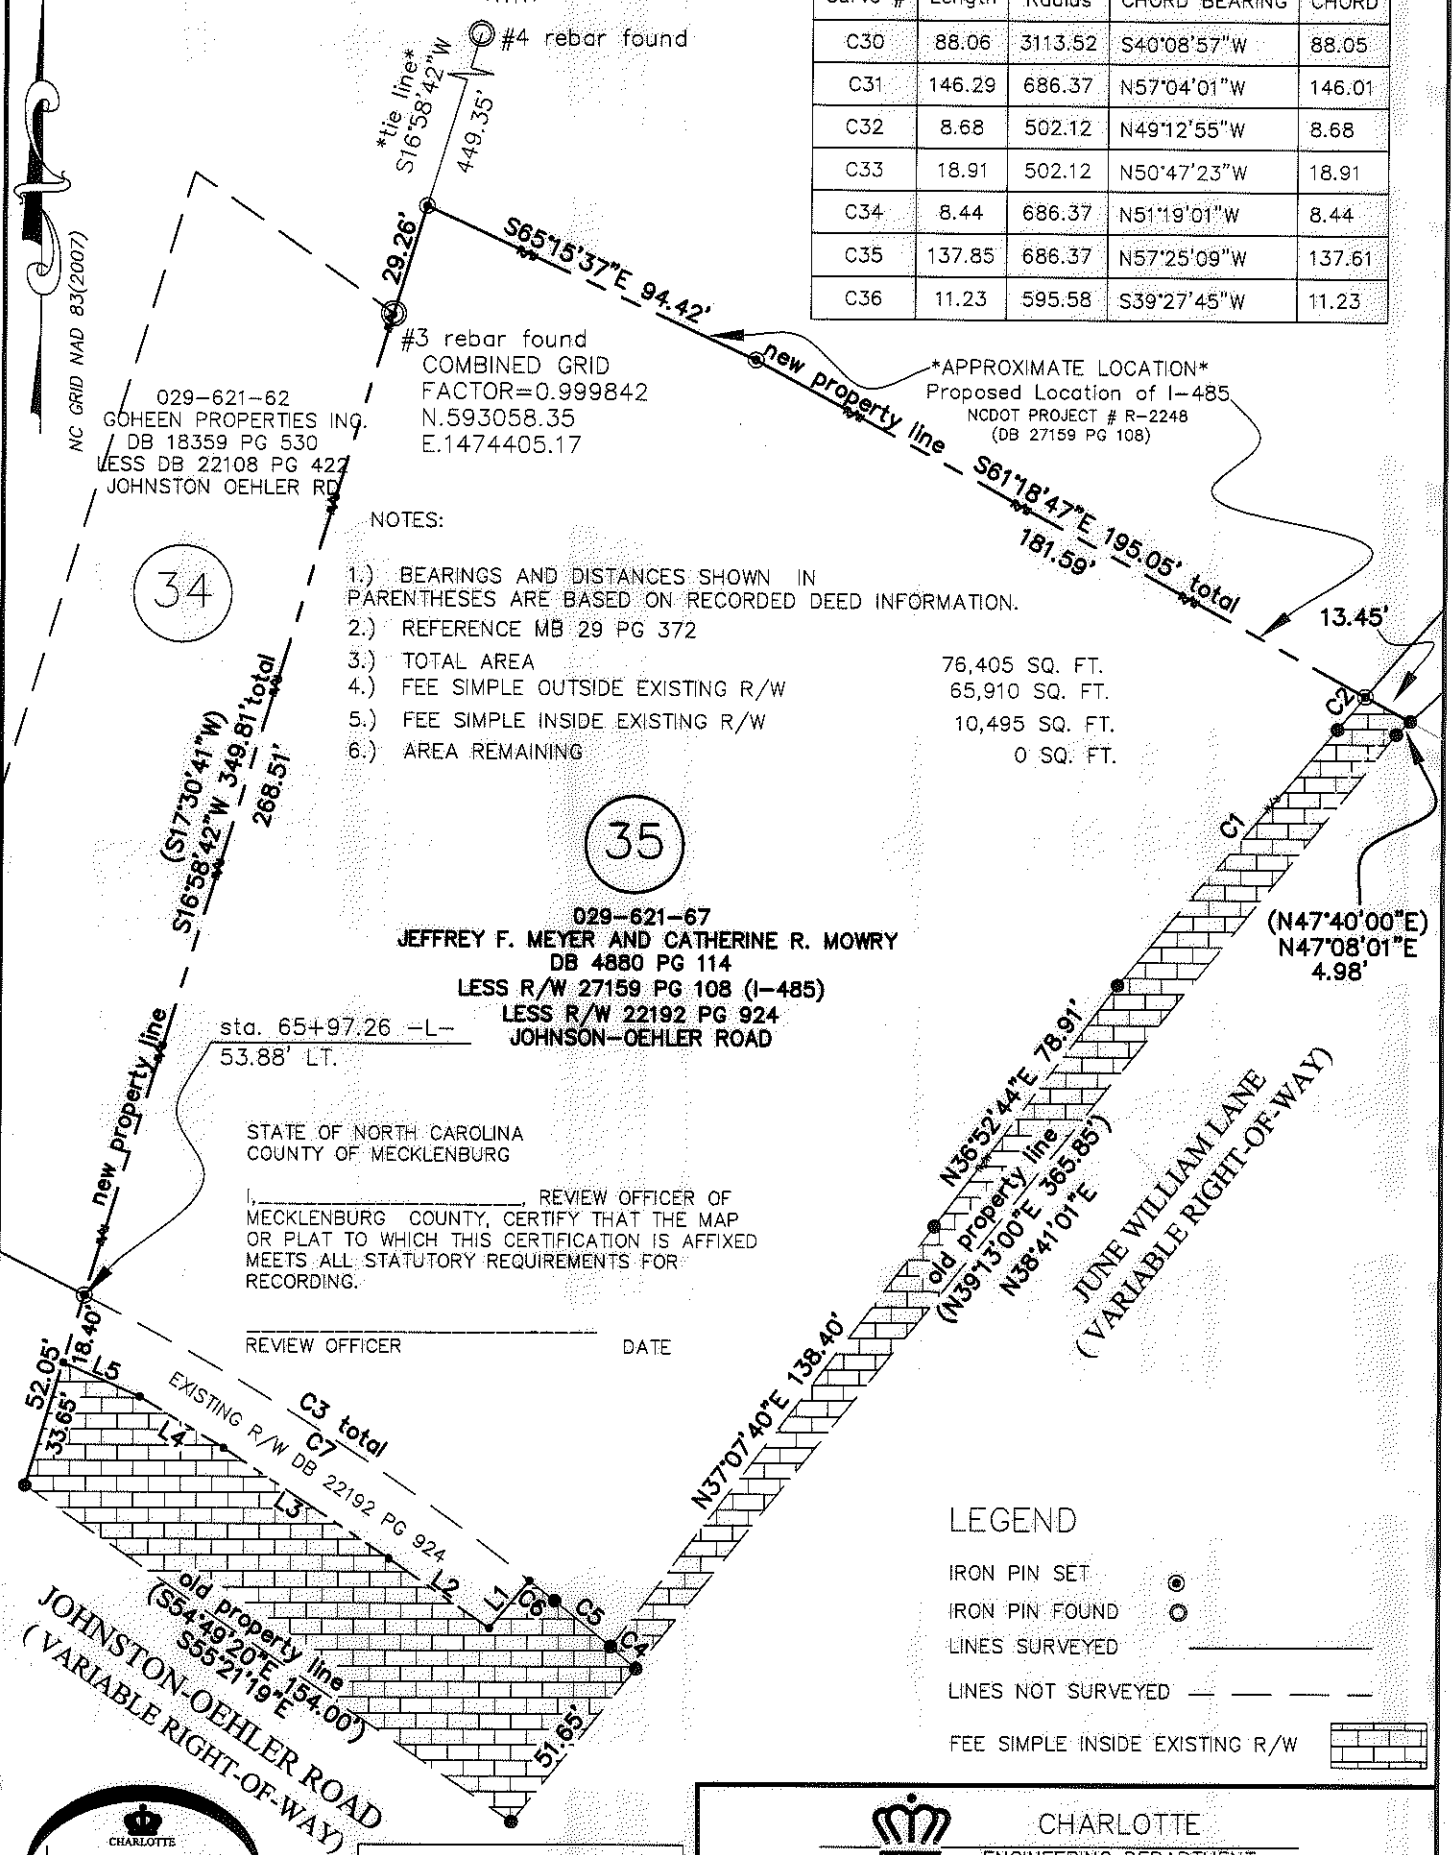 Curve # Length Radius CHORD BEARING CHORD
C30 88.06 3113.52 S40°08'57"W 88.05
C31 146.29 686.37 N57°04'01"W 146.01
C32 8.68 502.12 N49°12'55"W 8.68
C33 18.91 502.12 N50°47'23"W 18.91
C34 8.44 686.37 N51°19'01"W 8.44
C35 137.85 686.37 N57°25'09"W 137.61
C36 11.23 595.58 S39°27'45"W 11.23
#4 rebar found
*tie line*
S16°58'42"W
449.35'
NC GRID NAD 83(2007)
29.26'
S65°15'37"E 94.42'
#3 rebar found
COMBINED GRID
FACTOR=0.999842
N.593058.35
E.1474405.17
new property line
S61°18'47"E 195.05' total
181.59'
*APPROXIMATE LOCATION*
Proposed Location of I-485
NCDOT PROJECT # R-2248
(DB 27159 PG 108)
029-621-62
GOHEEN PROPERTIES INC.
DB 18359 PG 530
LESS DB 22108 PG 422
JOHNSTON OEHLER RD
34
NOTES:
1.) BEARINGS AND DISTANCES SHOWN IN
PARENTHESES ARE BASED ON RECORDED DEED INFORMATION.
2.) REFERENCE MB 29 PG 372
3.) TOTAL AREA 76,405 SQ. FT.
4.) FEE SIMPLE OUTSIDE EXISTING R/W 65,910 SQ. FT.
5.) FEE SIMPLE INSIDE EXISTING R/W 10,495 SQ. FT.
6.) AREA REMAINING 0 SQ. FT.
13.45'
C2
C1
(S17°30'41"W)
S16°58'42"W 349.81' total
268.51'
35
029-621-67
JEFFREY F. MEYER AND CATHERINE R. MOWRY
DB 4880 PG 114
LESS R/W 27159 PG 108 (I-485)
LESS R/W 22192 PG 924
JOHNSON-OEHLER ROAD
(N47°40'00"E)
N47°08'01"E
4.98'
new property line
sta. 65+97.26 -L-
53.88' LT.
N36°52'44"E 78.91'
old property line
(N39°13'00"E 365.85')
N38°41'01"E
JUNE WILLIAM LANE
(VARIABLE RIGHT-OF-WAY)
STATE OF NORTH CAROLINA
COUNTY OF MECKLENBURG
I,____________________, REVIEW OFFICER OF
MECKLENBURG COUNTY, CERTIFY THAT THE MAP
OR PLAT TO WHICH THIS CERTIFICATION IS AFFIXED
MEETS ALL STATUTORY REQUIREMENTS FOR
RECORDING.
REVIEW OFFICER DATE
N37°07'40"E 138.40'
52.05'
18.40'
33.65'
L5
L4
L3
L2
L1
EXISTING R/W DB 22192 PG 924
C3 total
C7
C6
C5
C4
51.65'
old property line
(S54°49'20"E 154.00')
S55°21'19"E
JOHNSTON-OEHLER ROAD
(VARIABLE RIGHT-OF-WAY)
LEGEND
IRON PIN SET
IRON PIN FOUND
LINES SURVEYED
LINES NOT SURVEYED
FEE SIMPLE INSIDE EXISTING R/W
CHARLOTTE
CHARLOTTE
ENGINEERING DEPARTMENT